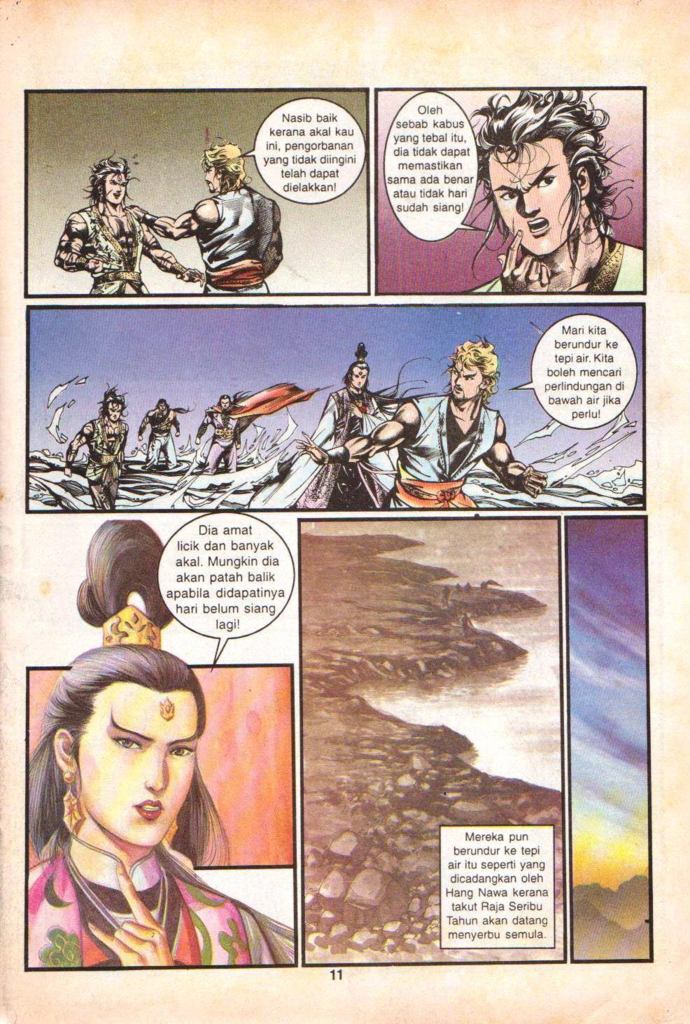 Nasib baik
kerana akal kau
ini, pengorbanan
yang tidak diingini
telah dapat
dielakkan!
Oleh
sebab kabus
yang tebal itu,
dia tidak dapat
memastikan
sama ada benar
atau tidak hari
sudah siang!
Mari kita
berundur ke
tepi air. Kita
boleh mencari
perlindungan di
bawah air jika
perlu!
Dia amat
licik dan banyak
akal. Mungkin dia
akan patah balik
apabila didapatinya
hari belum siang
lagi!
Mereka pun
berundur ke tepi
air itu seperti yang
dicadangkan oleh
Hang Nawa kerana
takut Raja Seribu
Tahun akan datang
menyerbu semula.
11